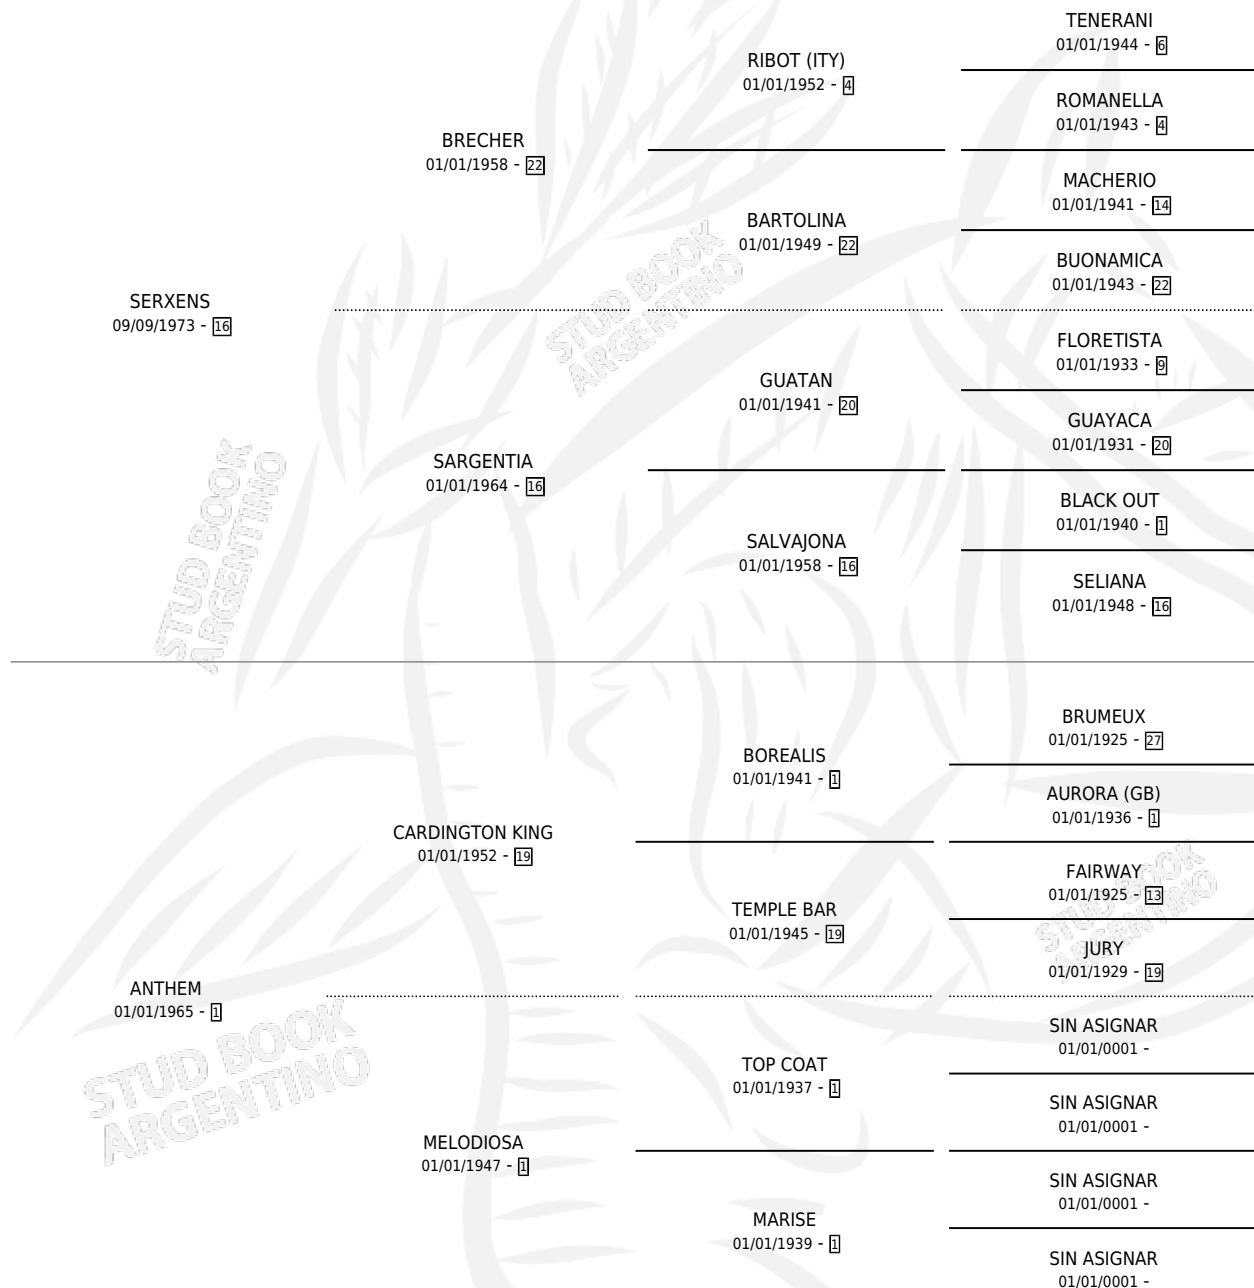 TENERANI
01/01/1944 - 6
RIBOT (ITY)
01/01/1952 - 4
ROMANELLA
01/01/1943 - 4
BRECHER
01/01/1958 - 22
MACHERIO
01/01/1941 - 14
BARTOLINA
01/01/1949 - 22
BUONAMICA
01/01/1943 - 22
SERXENS
09/09/1973 - 16
STUD BOOK
ARGENTINO
FLORETISTA
01/01/1933 - 9
GUATAN
01/01/1941 - 20
GUAYACA
01/01/1931 - 20
SARGENTIA
01/01/1964 - 16
BLACK OUT
01/01/1940 - 1
SALVAJONA
01/01/1958 - 16
SELIANA
01/01/1948 - 16
STUD BOOK
ARGENTINO
BRUMEUX
01/01/1925 - 27
BOREALIS
01/01/1941 - 1
AURORA (GB)
01/01/1936 - 1
CARDINGTON KING
01/01/1952 - 19
FAIRWAY
01/01/1925 - 13
TEMPLE BAR
01/01/1945 - 19
STUD BOOK
ARGENTINO
JURY
01/01/1929 - 19
ANTHEM
01/01/1965 - 1
SIN ASIGNAR
01/01/0001 -
TOP COAT
01/01/1937 - 1
SIN ASIGNAR
01/01/0001 -
STUD BOOK
ARGENTINO
MELODIOSA
01/01/1947 - 1
SIN ASIGNAR
01/01/0001 -
MARISE
01/01/1939 - 1
SIN ASIGNAR
01/01/0001 -